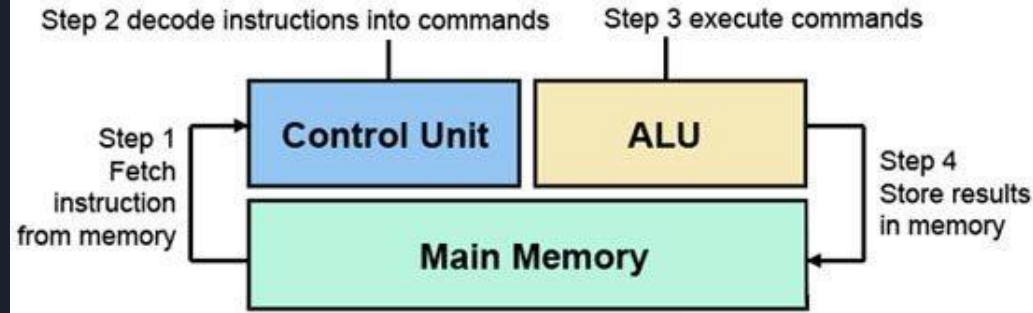 Step 2 decode instructions into commands
Step 3 execute commands
Control Unit
ALU
Step 1
Fetch
instruction
from memory
Step 4
Store results
in memory
Main Memory